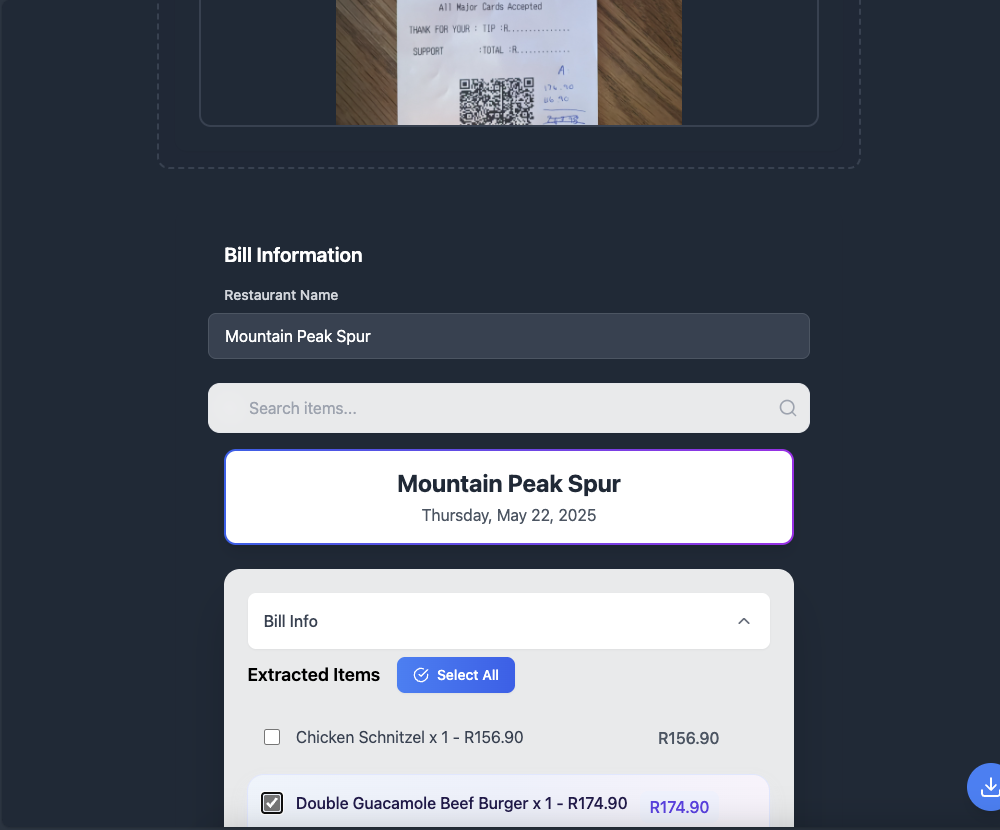 All Major Cards Accepted
THANK FOR YOUR : TIP :R..............
SUPPORT :TOTAL :R............
A
174.90
Bill Information
Restaurant Name
Mountain Peak Spur
Search items...
Mountain Peak Spur
Thursday, May 22, 2025
Bill Info
Extracted Items
Select All
Chicken Schnitzel x 1 - R156.90 R156.90
Double Guacamole Beef Burger x 1 - R174.90 R174.90